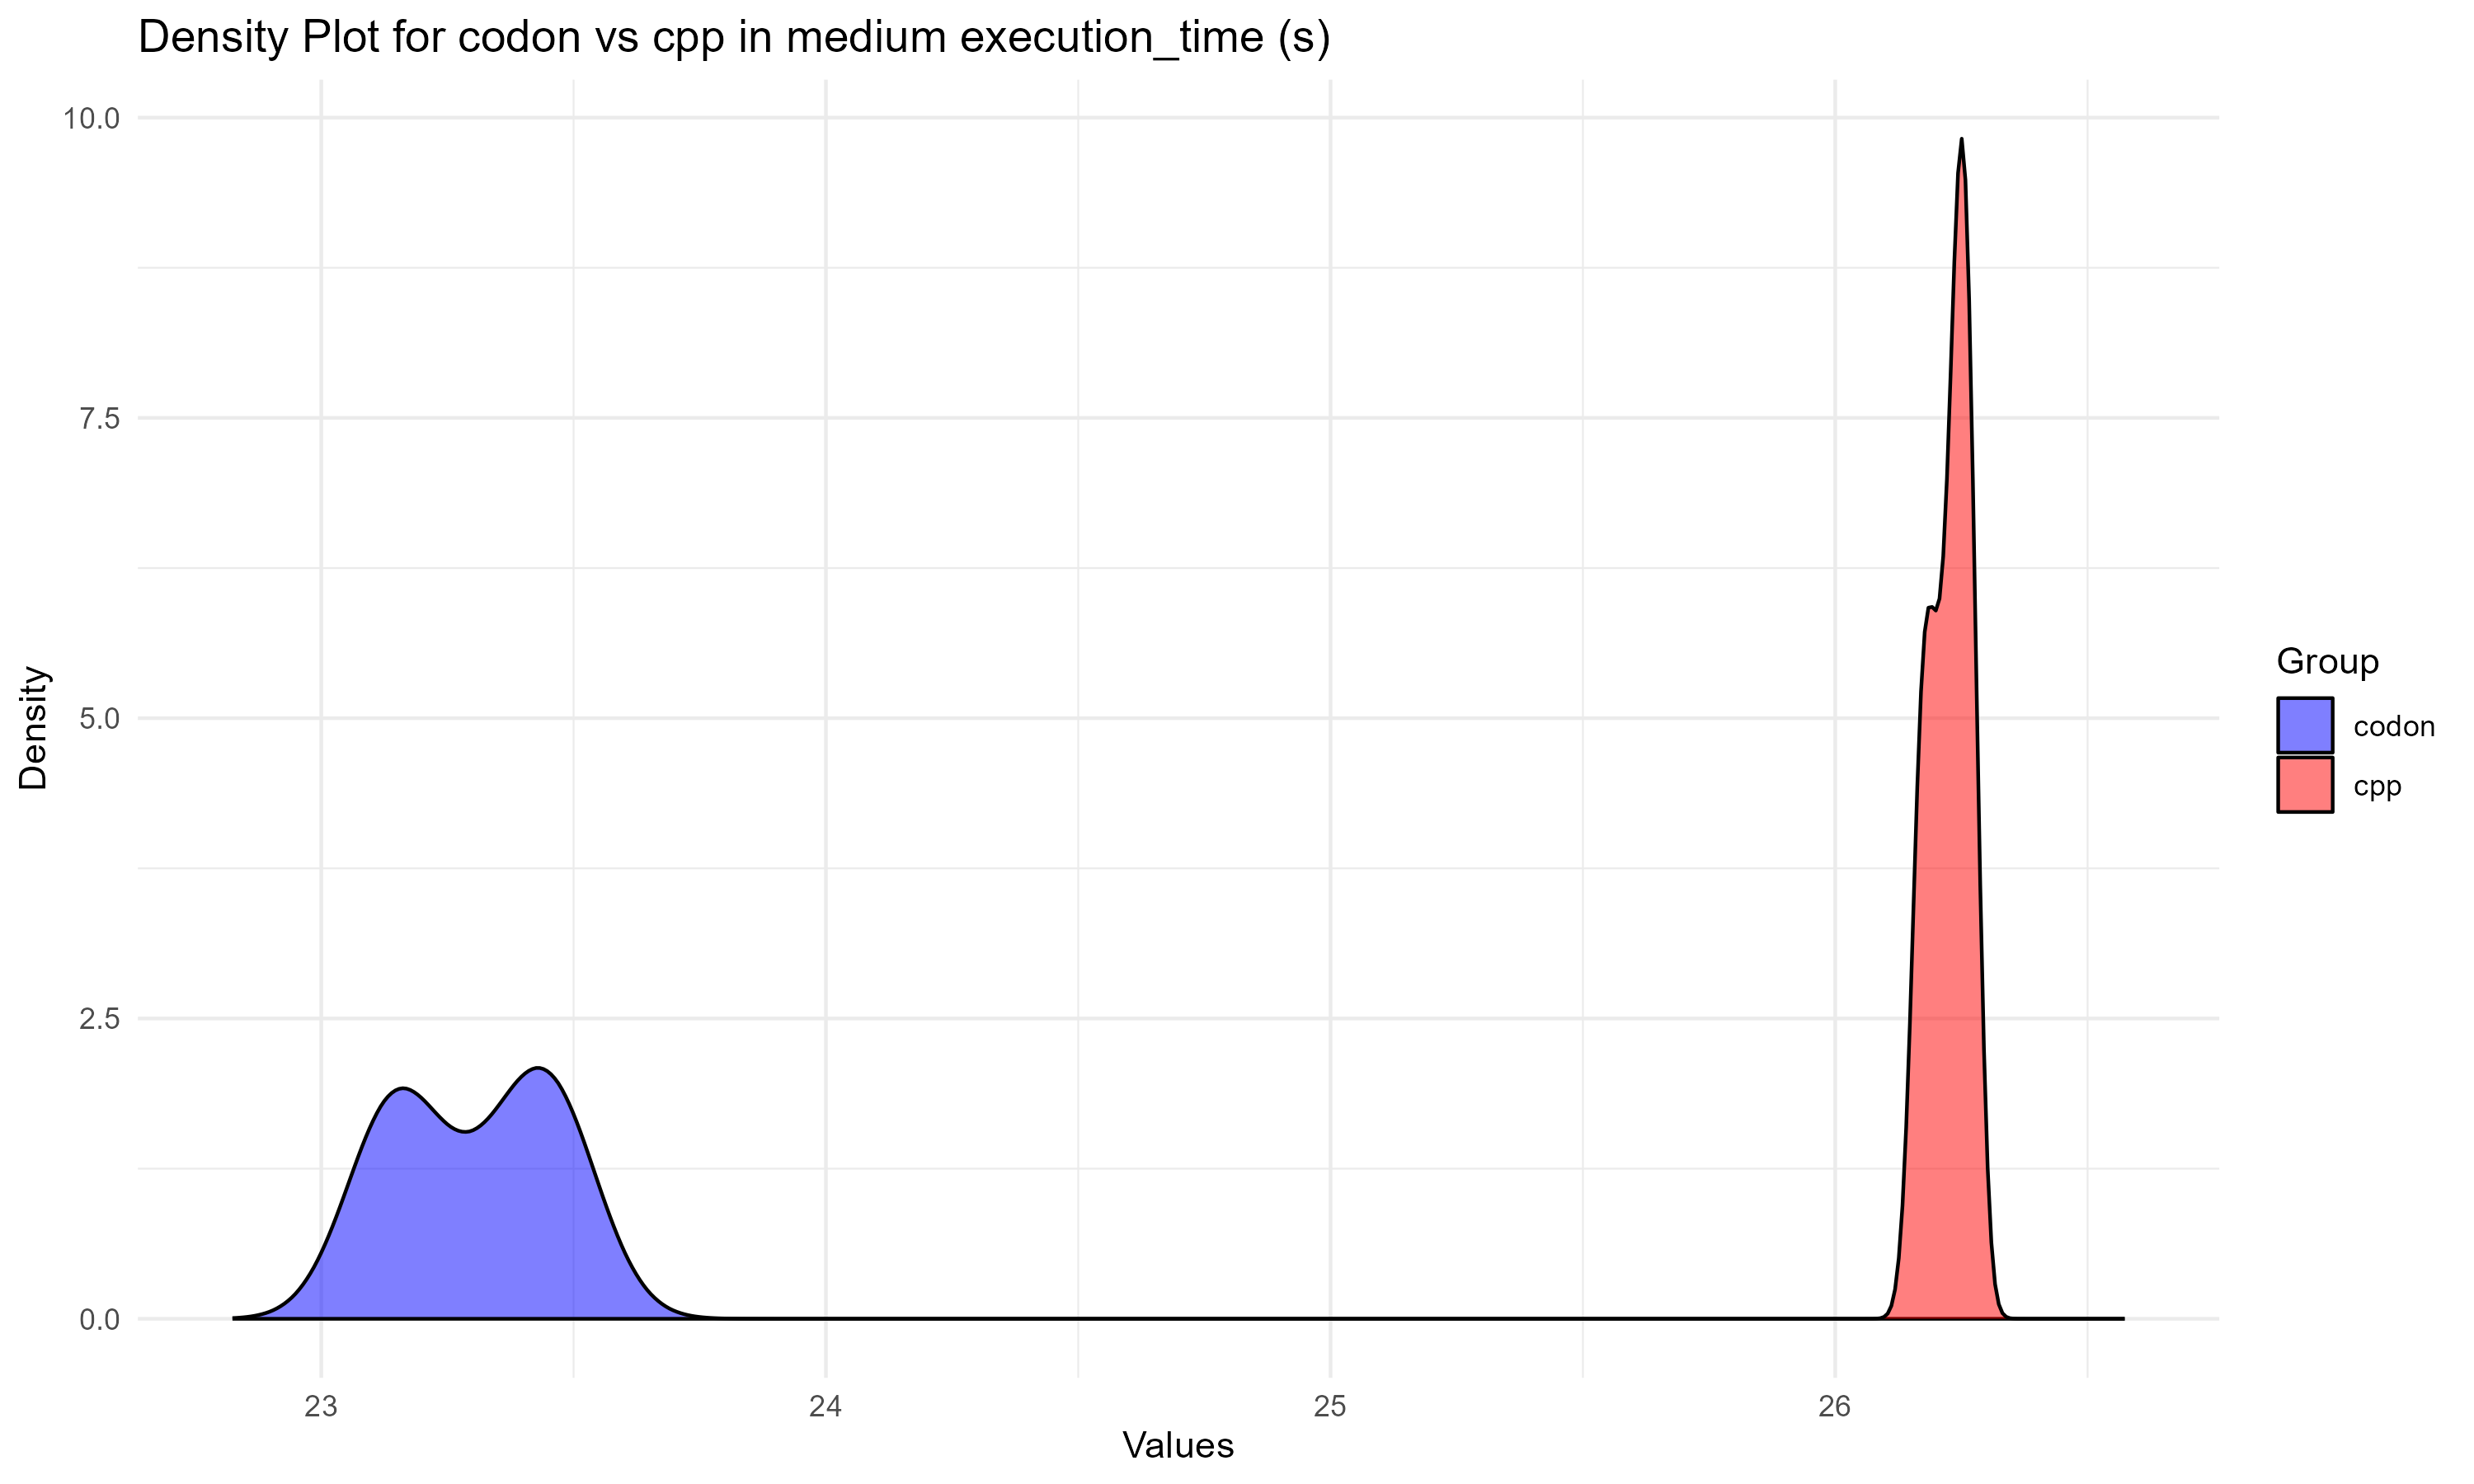 Density Plot for codon vs cpp in medium execution_time (s)
10.0
7.5
5.0
2.5
0.0
Density
23 24 25 26
Values
Group
codon
cpp